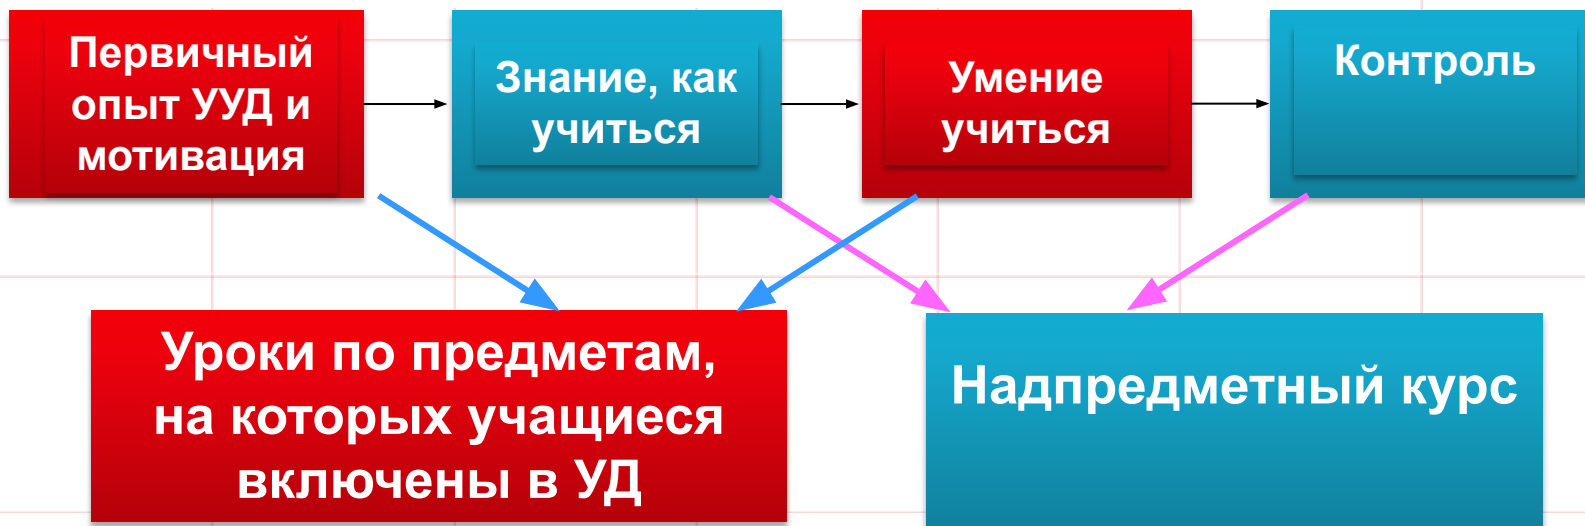 Первичный
опыт УУД и
мотивация
Знание, как
учиться
Умение
учиться
Контроль
Уроки по предметам,
на которых учащиеся
включены в УД
Надпредметный курс